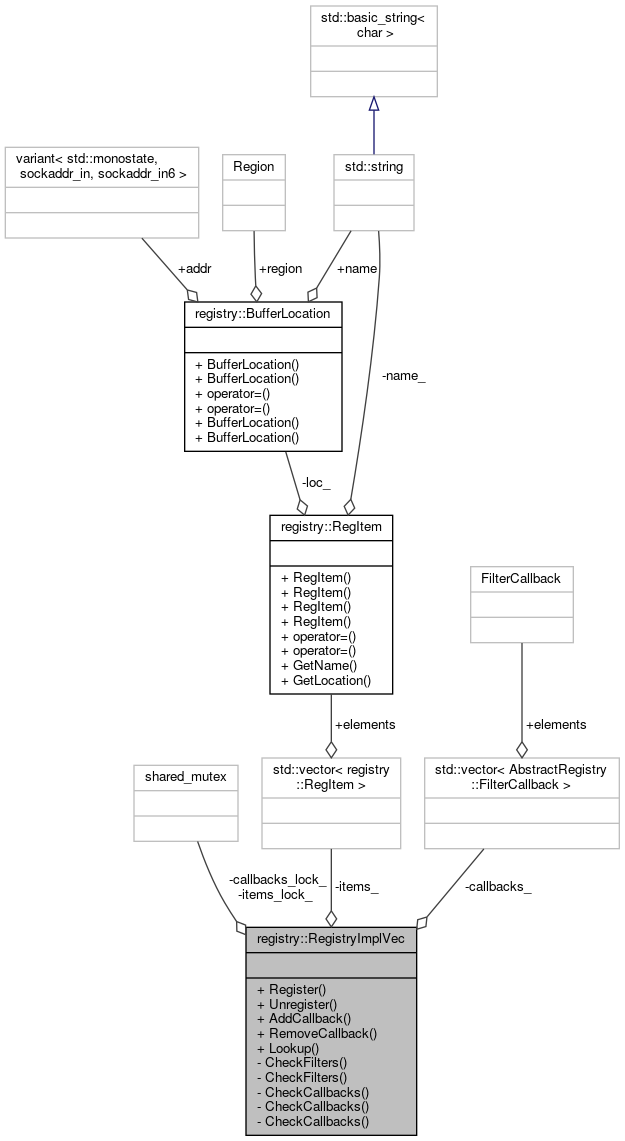 std::basic_string<
char >
variant< std::monostate,
sockaddr_in, sockaddr_in6 >
Region
std::string
+addr
+region
+name
registry::BufferLocation
+ BufferLocation()
+ BufferLocation()
+ operator=()
+ operator=()
+ BufferLocation()
+ BufferLocation()
-name_
-loc_
registry::RegItem
+ RegItem()
+ RegItem()
+ RegItem()
+ RegItem()
+ operator=()
+ operator=()
+ GetName()
+ GetLocation()
FilterCallback
+elements
+elements
shared_mutex
std::vector< registry
::RegItem >
std::vector< AbstractRegistry
::FilterCallback >
-callbacks_lock_
-items_lock_
-items_
-callbacks_
registry::RegistryImplVec
+ Register()
+ Unregister()
+ AddCallback()
+ RemoveCallback()
+ Lookup()
- CheckFilters()
- CheckFilters()
- CheckCallbacks()
- CheckCallbacks()
- CheckCallbacks()